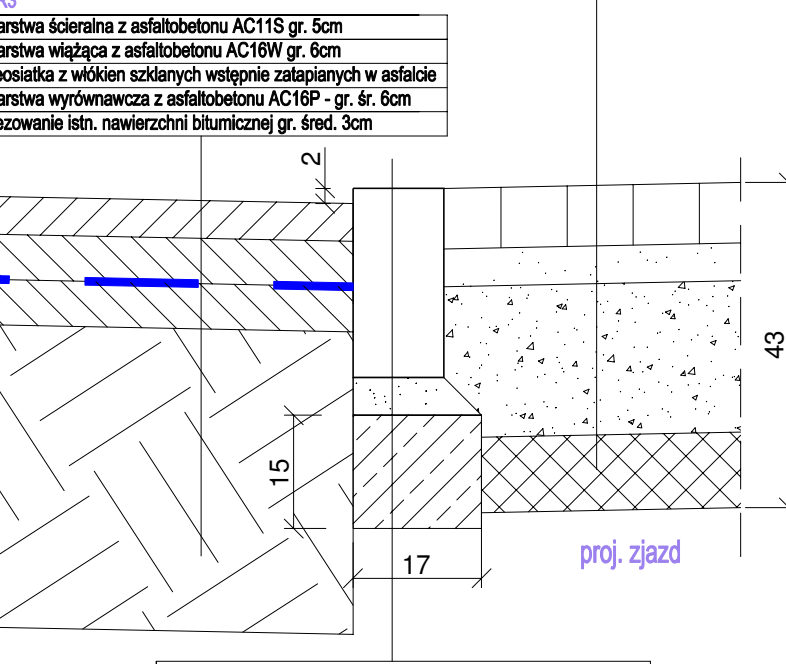 arstwa ścieralna z asfaltobetonu AC11S gr. 5cm
arstwa wiążąca z asfaltobetonu AC16W gr. 6cm
eosiatka z włókien szklanych wstępnie zatapianych w asfalcie
arstwa wyrównawcza z asfaltobetonu AC16P - gr. śr. 6cm
ezowanie istn. nawierzchni bitumicznej gr. śred. 3cm
2
43
15
17
proj. zjazd